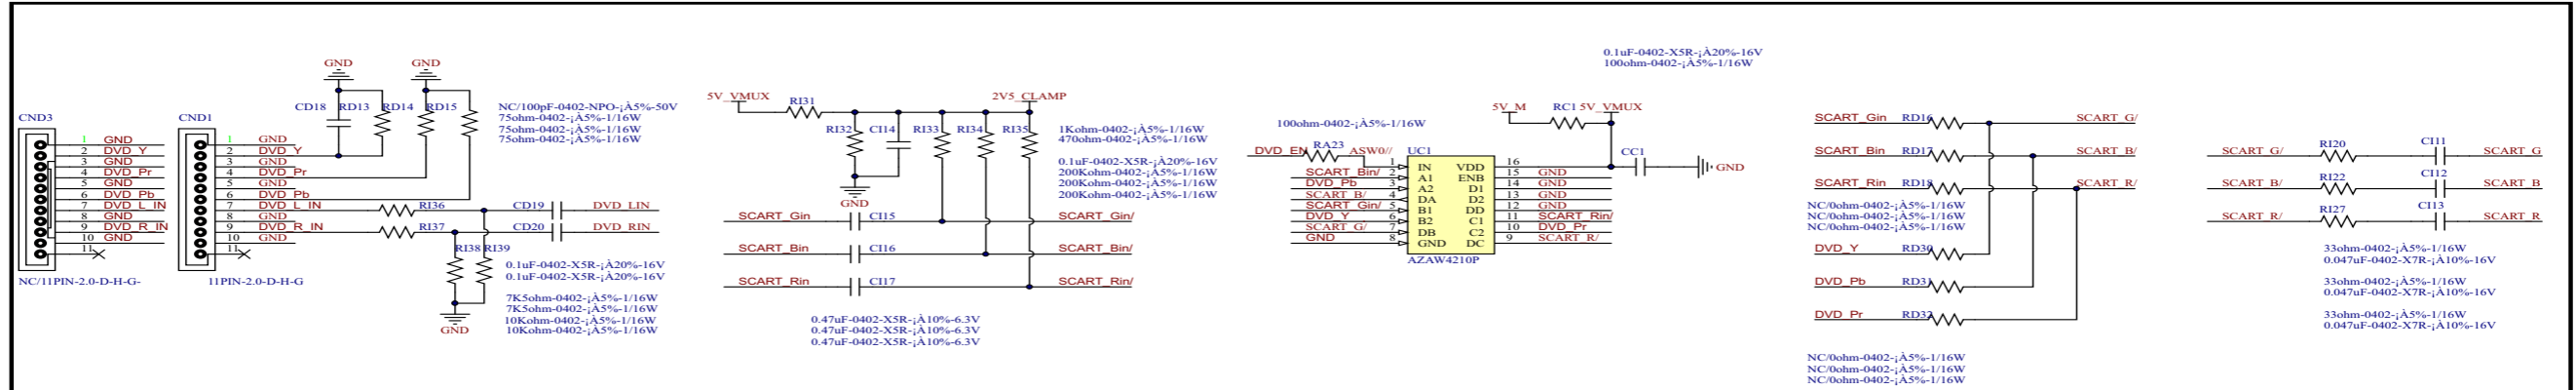 CND3
1 GND
2 DVD_Y
3 GND
4 DVD_Pr
5 GND
6 DVD_Pb
7 DVD_L_IN
8 GND
9 DVD_R_IN
10 GND
11
NC/11PIN-2.0-D-H-G-
CND1
1 GND
2 DVD_Y
3 GND
4 DVD_Pr
5 GND
6 DVD_Pb
7 DVD_L_IN
8 GND
9 DVD_R_IN
10 GND
11
11PIN-2.0-D-H-G
GND
GND
CD18
RD13
RD14
RD15
NC/100pF-0402-NPO-¡À5%-50V
75ohm-0402-¡À5%-1/16W
75ohm-0402-¡À5%-1/16W
75ohm-0402-¡À5%-1/16W
RI36
CD19
DVD_LIN
RI37
CD20
DVD_RIN
RI38
RI39
0.1uF-0402-X5R-¡À20%-16V
0.1uF-0402-X5R-¡À20%-16V
7K5ohm-0402-¡À5%-1/16W
7K5ohm-0402-¡À5%-1/16W
10Kohm-0402-¡À5%-1/16W
10Kohm-0402-¡À5%-1/16W
GND
5V_VMUX
RI31
2V5_CLAMP
RI32
CI14
RI33
RI34
RI35
1Kohm-0402-¡À5%-1/16W
470ohm-0402-¡À5%-1/16W
0.1uF-0402-X5R-¡À20%-16V
200Kohm-0402-¡À5%-1/16W
200Kohm-0402-¡À5%-1/16W
200Kohm-0402-¡À5%-1/16W
GND
SCART_Gin
CI15
SCART_Gin/
SCART_Bin
CI16
SCART_Bin/
SCART_Rin
CI17
SCART_Rin/
0.47uF-0402-X5R-¡À10%-6.3V
0.47uF-0402-X5R-¡À10%-6.3V
0.47uF-0402-X5R-¡À10%-6.3V
0.1uF-0402-X5R-¡À20%-16V
100ohm-0402-¡À5%-1/16W
5V_M
RC1
5V_VMUX
100ohm-0402-¡À5%-1/16W
DVD_EN
RA23
ASW0//
UC1
1 IN
SCART_Bin/ 2 A1
DVD_Pb 3 A2
SCART_B/ 4 DA
SCART_Gin/ 5 B1
DVD_Y 6 B2
SCART_G/ 7 DB
GND 8 GND
VDD 16
ENB 15 GND
D1 14 GND
D2 13 GND
DD 12 GND
C1 11 SCART_Rin/
C2 10 DVD_Pr
DC 9 SCART_R/
AZAW4210P
CC1
GND
SCART_Gin
RD16
SCART_G/
SCART_Bin
RD17
SCART_B/
SCART_Rin
RD18
SCART_R/
NC/0ohm-0402-¡À5%-1/16W
NC/0ohm-0402-¡À5%-1/16W
NC/0ohm-0402-¡À5%-1/16W
DVD_Y
RD30
DVD_Pb
RD31
DVD_Pr
RD32
NC/0ohm-0402-¡À5%-1/16W
NC/0ohm-0402-¡À5%-1/16W
NC/0ohm-0402-¡À5%-1/16W
SCART_G/
RI20
CI11
SCART_G
SCART_B/
RI22
CI12
SCART_B
SCART_R/
RI27
CI13
SCART_R
33ohm-0402-¡À5%-1/16W
0.047uF-0402-X7R-¡À10%-16V
33ohm-0402-¡À5%-1/16W
0.047uF-0402-X7R-¡À10%-16V
33ohm-0402-¡À5%-1/16W
0.047uF-0402-X7R-¡À10%-16V